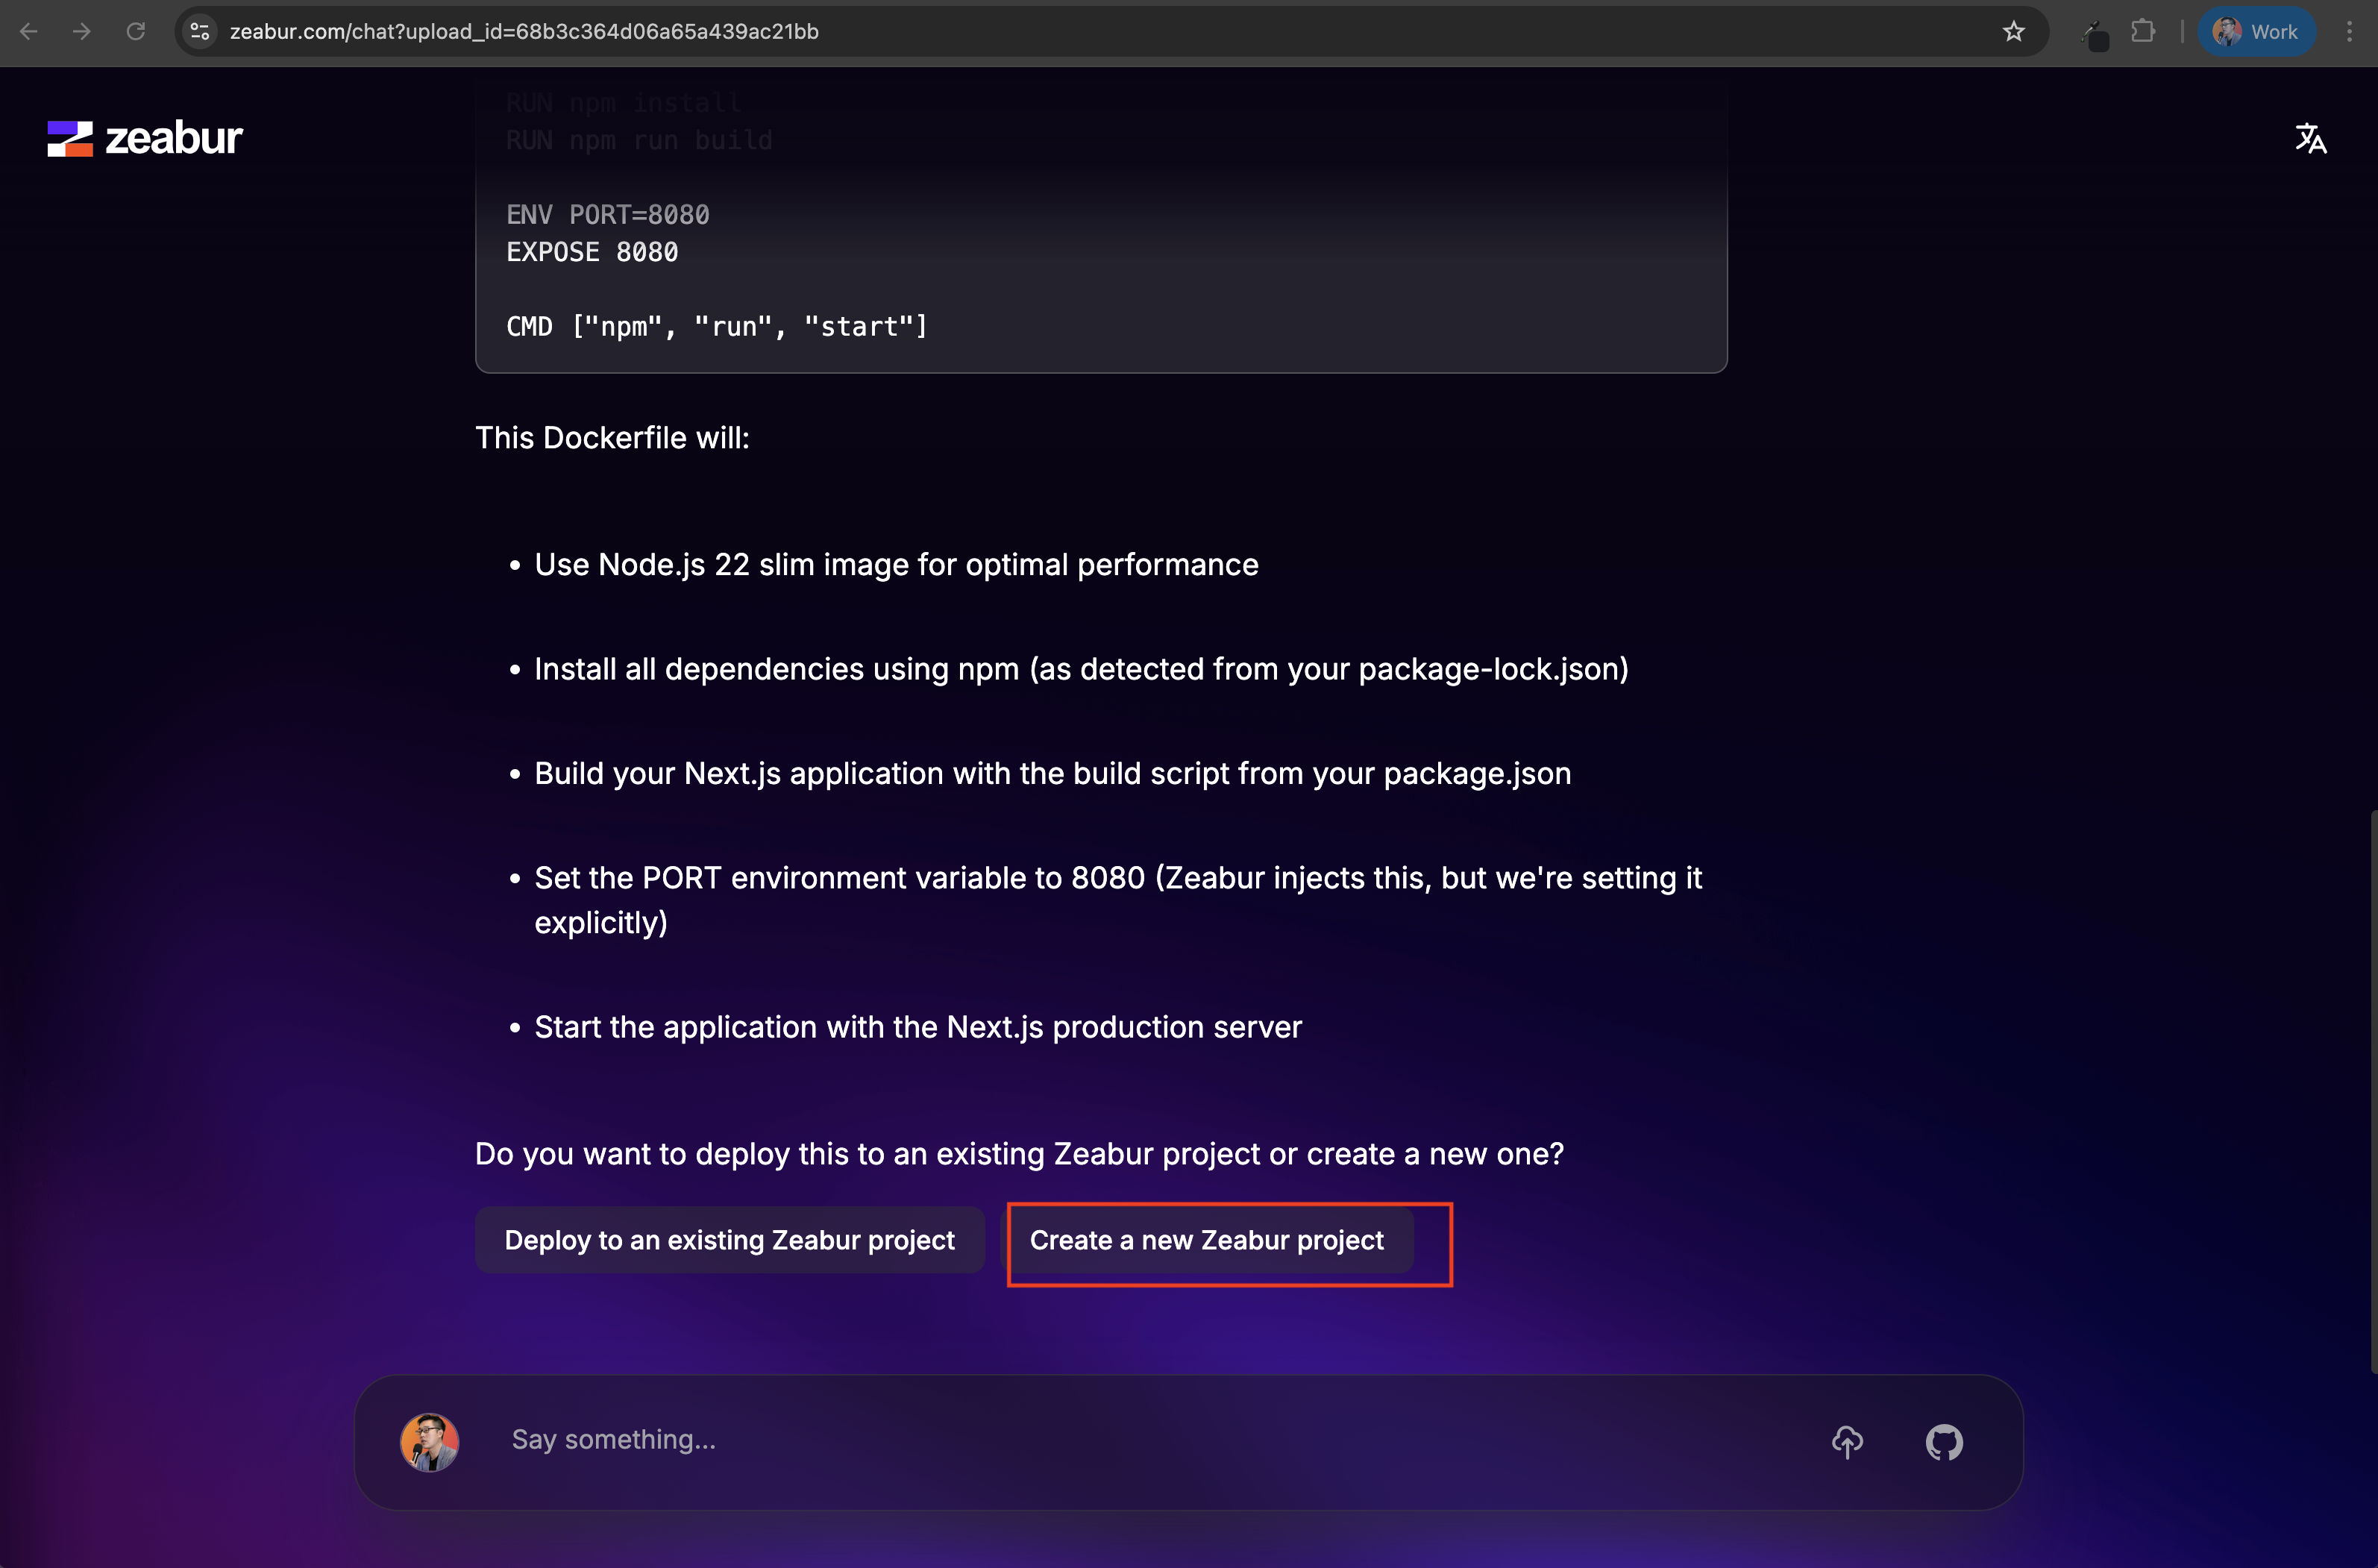 zeabur.com/chat?upload_id=68b3c364d06a65a439ac21bb
Work
zeabur
RUN npm install
RUN npm run build
ENV PORT=8080
EXPOSE 8080
CMD ["npm", "run", "start"]
This Dockerfile will:
• Use Node.js 22 slim image for optimal performance
• Install all dependencies using npm (as detected from your package-lock.json)
• Build your Next.js application with the build script from your package.json
• Set the PORT environment variable to 8080 (Zeabur injects this, but we're setting it
explicitly)
• Start the application with the Next.js production server
Do you want to deploy this to an existing Zeabur project or create a new one?
Deploy to an existing Zeabur project
Create a new Zeabur project
Say something...